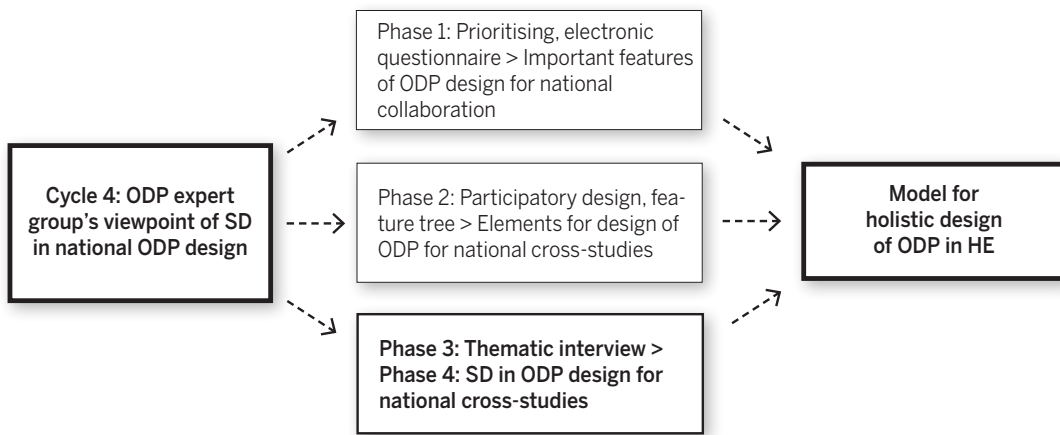 Phase 1: Prioritising, electronic
questionnaire > Important features
of ODP design for national
collaboration
Cycle 4: ODP expert
group's viewpoint of SD
in national ODP design
Phase 2: Participatory design, fea-
ture tree > Elements for design of
ODP for national cross-studies
Model for
holistic design
of ODP in HE
Phase 3: Thematic interview >
Phase 4: SD in ODP design for
national cross-studies